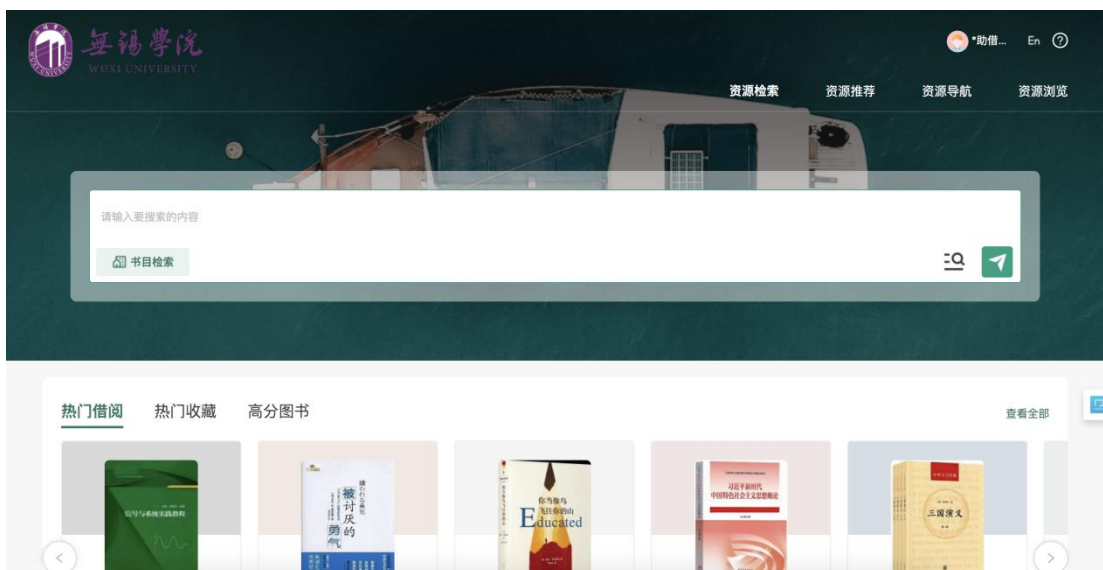 無錫學院
WUXI UNIVERSITY
*助借...
En
资源检索
资源推荐
资源导航
资源浏览
请输入要搜索的内容
书目检索
热门借阅
热门收藏
高分图书
查看全部
信号与系统实践教程
被讨厌的勇气
你当像鸟
飞往你的山
Educated
习近平新时代
中国特色社会主义思想概论
三国演义